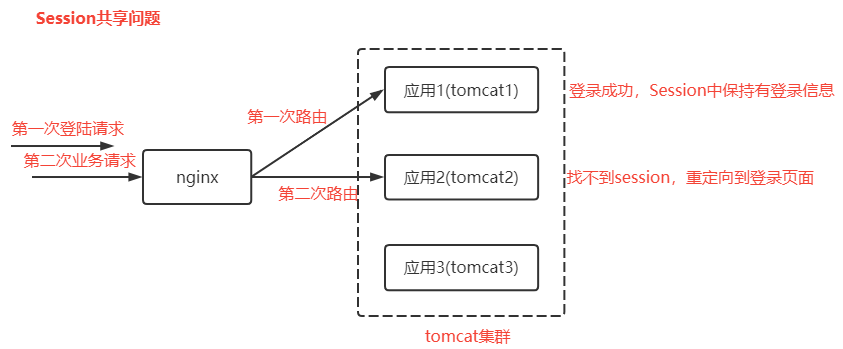 Session共享问题
应用1(tomcat1)
登录成功，Session中保持有登录信息
第一次路由
第一次登陆请求
第二次业务请求
nginx
应用2(tomcat2)
找不到session，重定向到登录页面
第二次路由
应用3(tomcat3)
tomcat集群